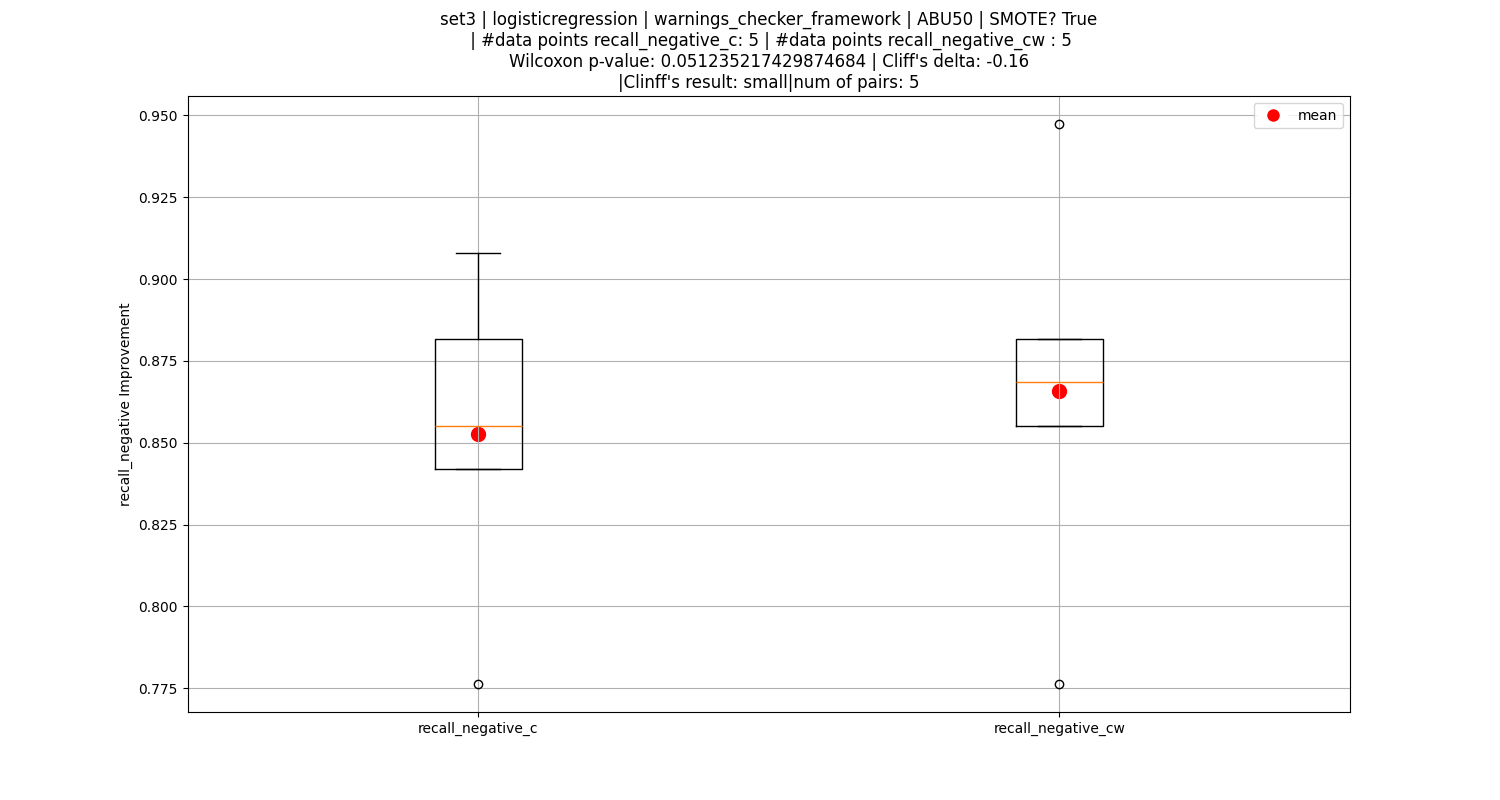 set3 | logisticregression | warnings_checker_framework | ABU50 | SMOTE? True
| #data points recall_negative_c: 5 | #data points recall_negative_cw : 5
Wilcoxon p-value: 0.051235217429874684 | Cliff's delta: -0.16
|Clinff's result: small|num of pairs: 5
mean
0.950
0.925
0.900
0.875
0.850
0.825
0.800
0.775
recall_negative Improvement
recall_negative_c
recall_negative_cw